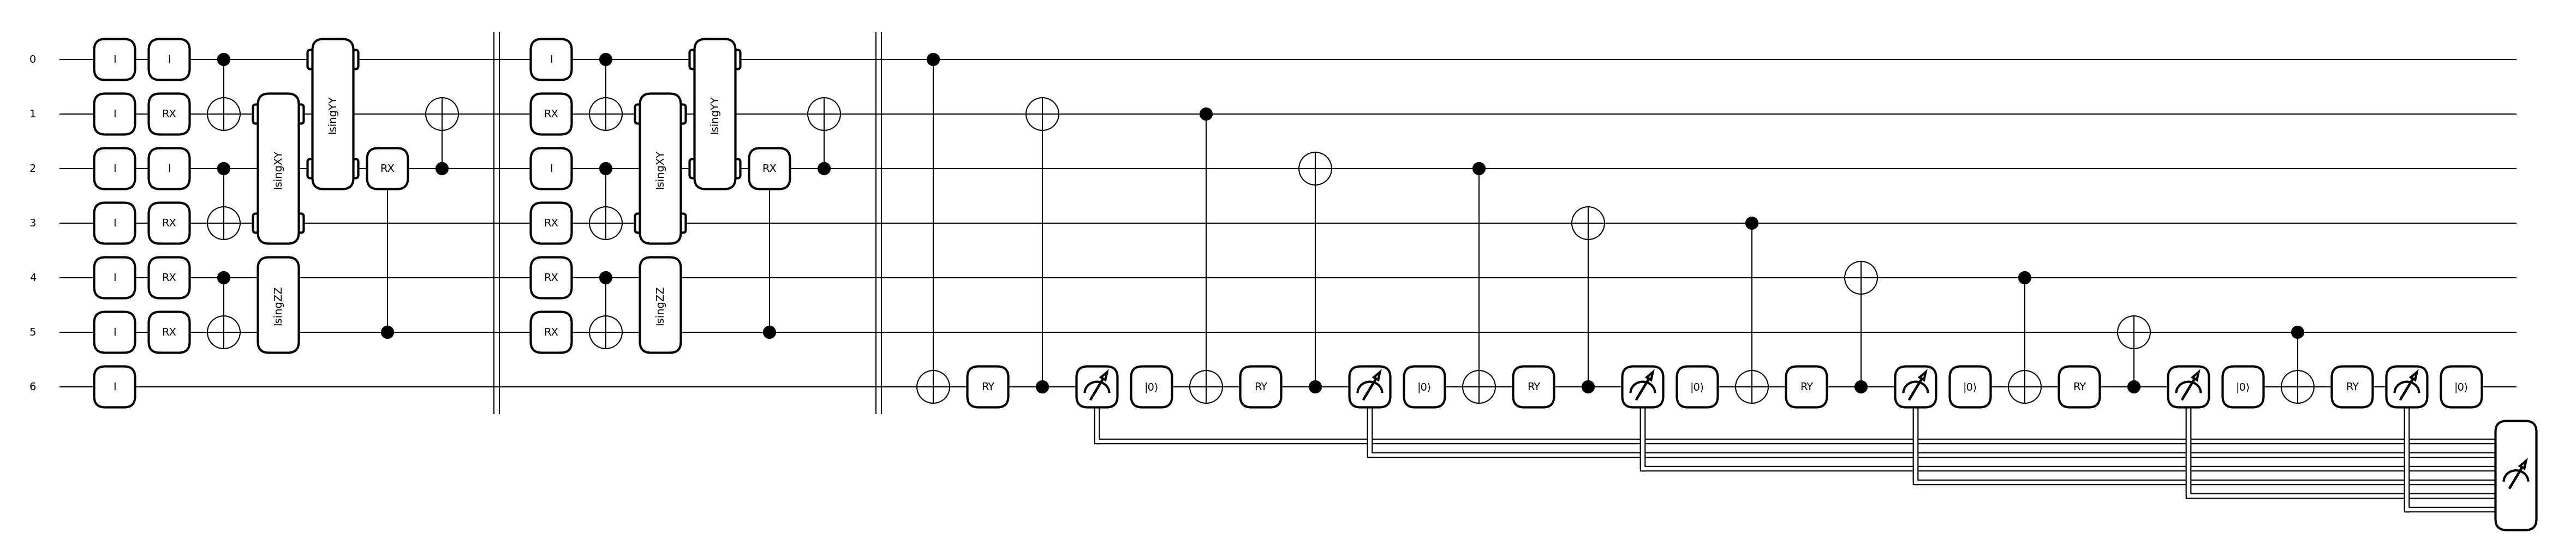 0 I I IsingYY I IsingYY
1 I RX IsingXY RX IsingXY
2 I I RX I RX
3 I RX RX
4 I RX IsingZZ RX IsingZZ
5 I RX RX
6 I RY |0⟩ RY |0⟩ RY |0⟩ RY |0⟩ RY |0⟩ RY |0⟩